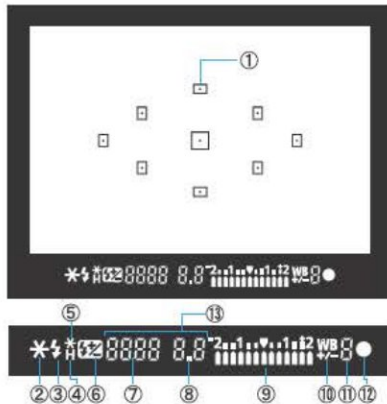 ①
✱ ⚡ ✱H ⚡± 8888 8.8 -2..1..▼..1..+2 WB +/- 8 ●
⑤ ⑬
✱ ⚡ ✱H ⚡± 8888 8.8 -2..1..▼..1..+2 WB +/- 8 ●
② ③ ④ ⑥ ⑦ ⑧ ⑨ ⑩ ⑪ ⑫